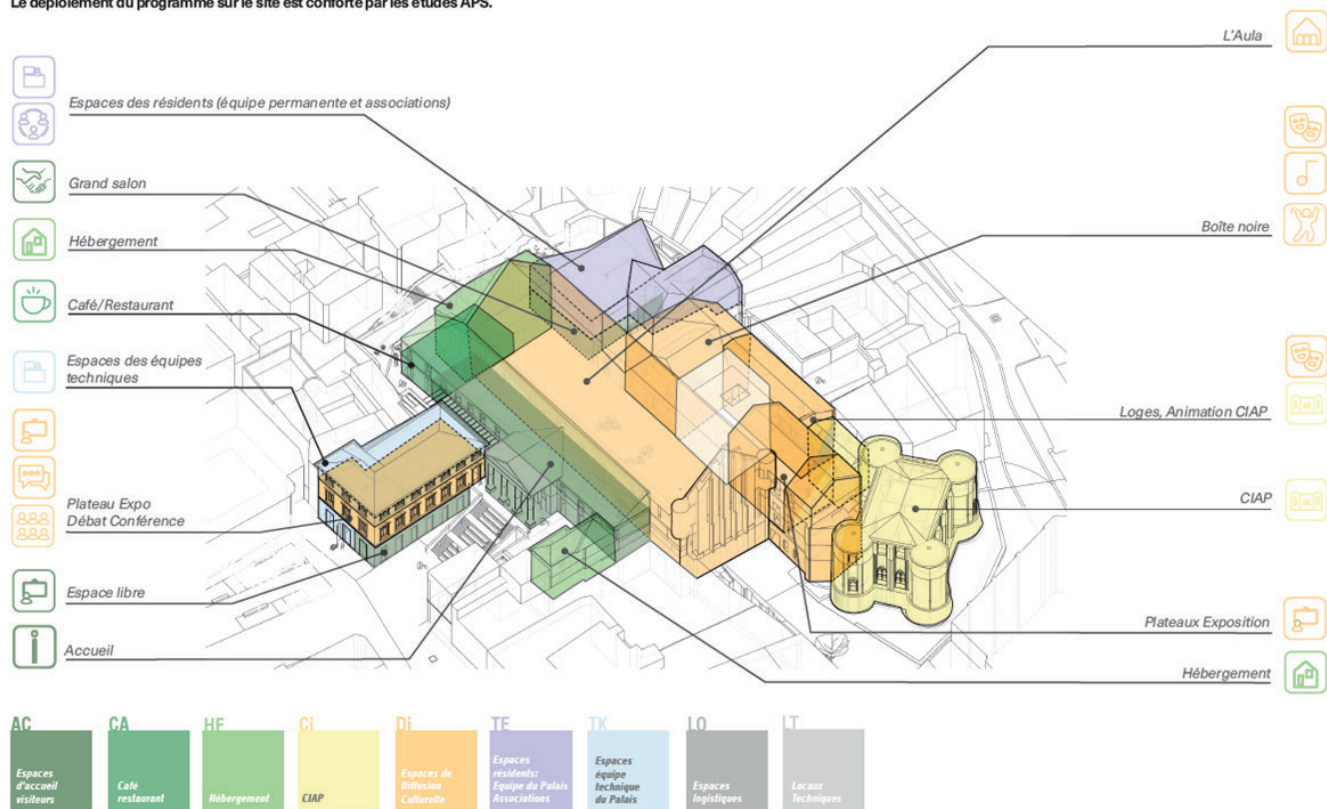 Le déploiement du programme sur le site est conforté par les études APS.
L'Aula
Espaces des résidents (équipe permanente et associations)
Grand salon
Boîte noire
Hébergement
Café/Restaurant
Espaces des équipes
techniques
Loges, Animation CIAP
Plateau Expo
Débat Conférence
CIAP
Espace libre
Plateaux Exposition
Accueil
Hébergement
AC
Espaces
d'accueil
visiteurs
CA
Café
restaurant
HE
Hébergement
Ci
CIAP
Di
Espaces de
Diffusion
Culturelle
TE
Espaces
résidents:
Equipe du Palais
Associations
TK
Espaces
équipe
technique
du Palais
LO
Espaces
logistiques
LT
Locaux
Techniques